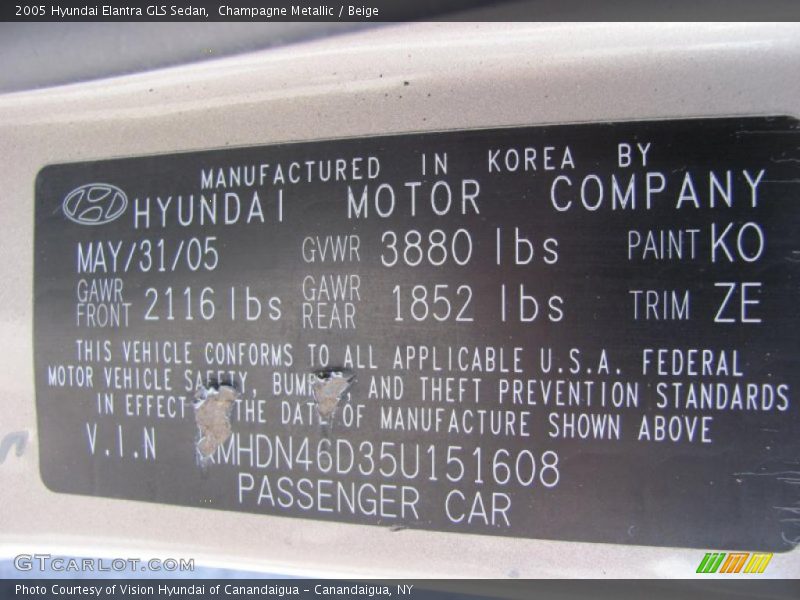 2005 Hyundai Elantra GLS Sedan,  Champagne Metallic / Beige
MANUFACTURED IN KOREA BY
HYUNDAI MOTOR COMPANY
MAY/31/05 GVWR 3880 lbs PAINT KO
GAWR FRONT 2116 lbs GAWR REAR 1852 lbs TRIM ZE
THIS VEHICLE CONFORMS TO ALL APPLICABLE U.S.A. FEDERAL
MOTOR VEHICLE SAFETY, AND THEFT PREVENTION STANDARDS
IN EFFECT THE DATE OF MANUFACTURE SHOWN ABOVE
V.I.N MHDN46D35U151608
PASSENGER CAR
GTCARLOT.COM
Photo Courtesy of Vision Hyundai of Canandaigua - Canandaigua, NY